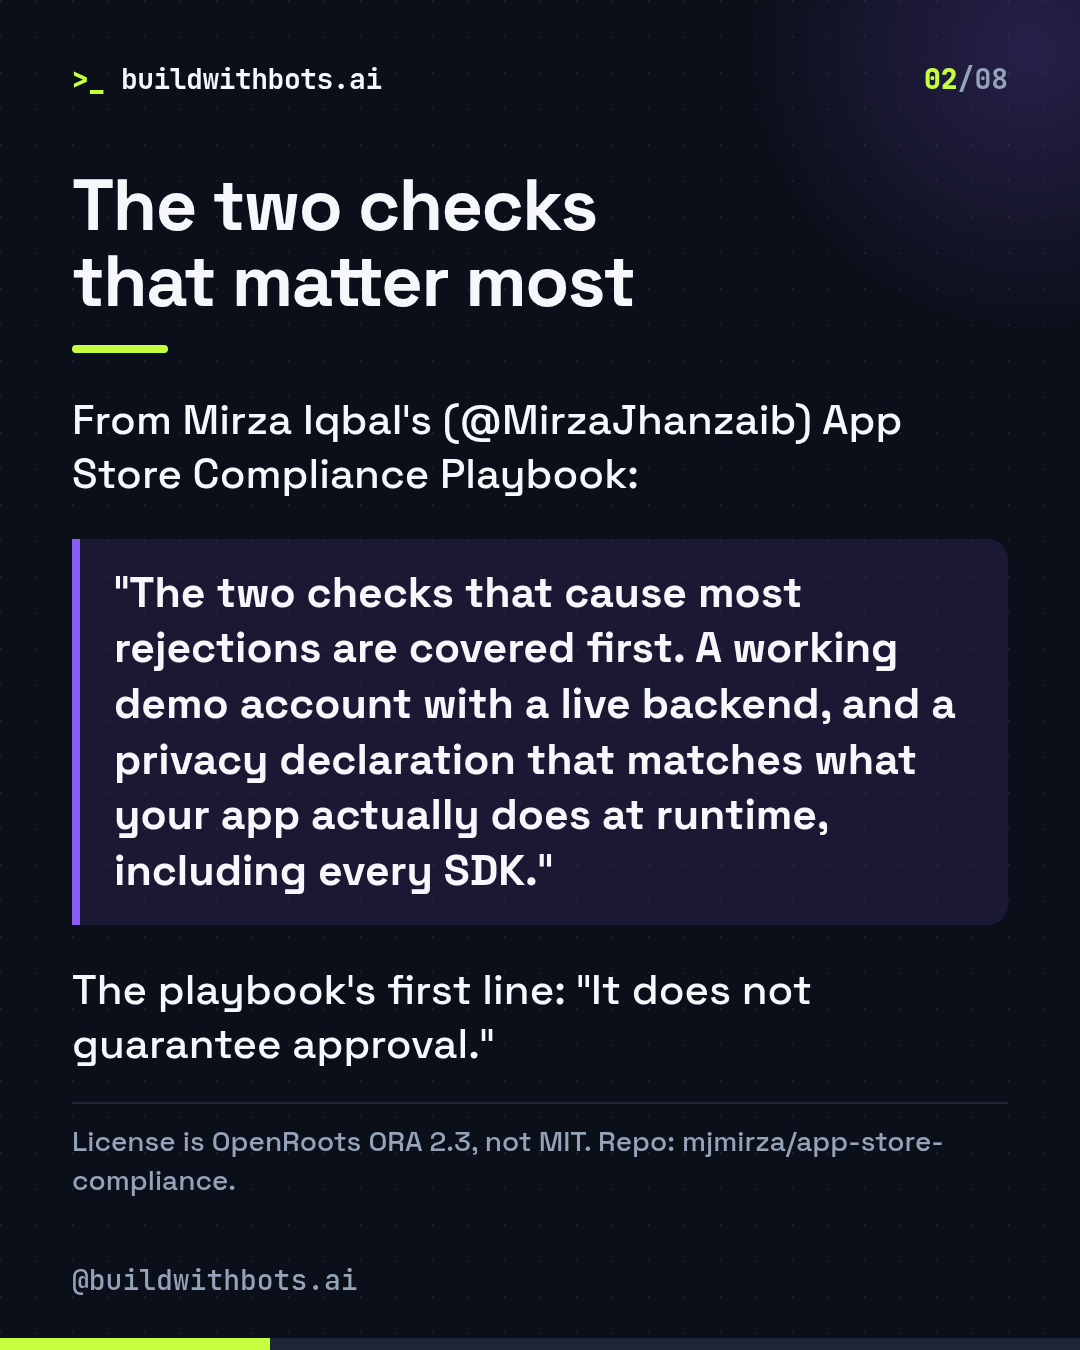 >_ buildwithbots.ai
02/08
The two checks
that matter most
From Mirza Iqbal's (@MirzaJhanzaib) App
Store Compliance Playbook:
"The two checks that cause most
rejections are covered first. A working
demo account with a live backend, and a
privacy declaration that matches what
your app actually does at runtime,
including every SDK."
The playbook's first line: "It does not
guarantee approval."
License is OpenRoots ORA 2.3, not MIT. Repo: mjmirza/app-store-
compliance.
@buildwithbots.ai